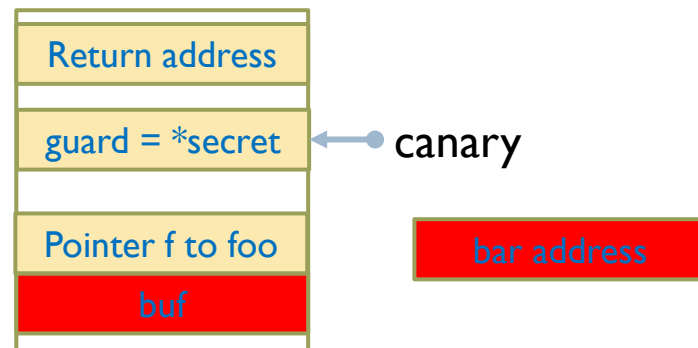 Return address
guard = *secret
canary
Pointer f to foo
bar address
buf